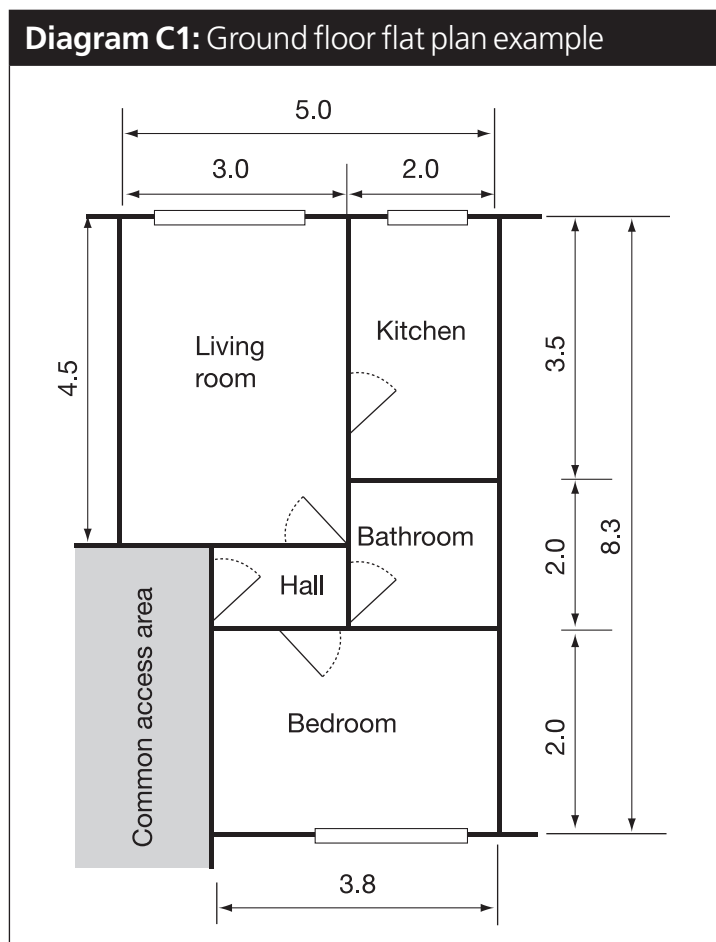 Diagram C1: Ground floor flat plan example
5.0
3.0
2.0
4.5
Living
room
Kitchen
3.5
Bathroom
2.0
8.3
Hall
Common access area
Bedroom
2.0
3.8